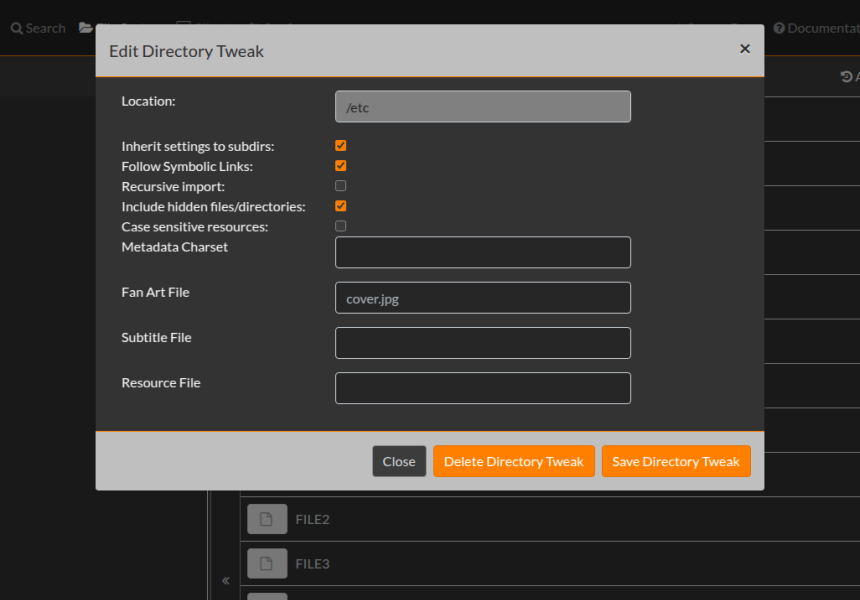 Search
Documentat
Edit Directory Tweak
×
A
Location:
/etc
Inherit settings to subdirs:
Follow Symbolic Links:
Recursive import:
Include hidden files/directories:
Case sensitive resources:
Metadata Charset
Fan Art File
cover.jpg
Subtitle File
Resource File
Close
Delete Directory Tweak
Save Directory Tweak
FILE2
FILE3
«